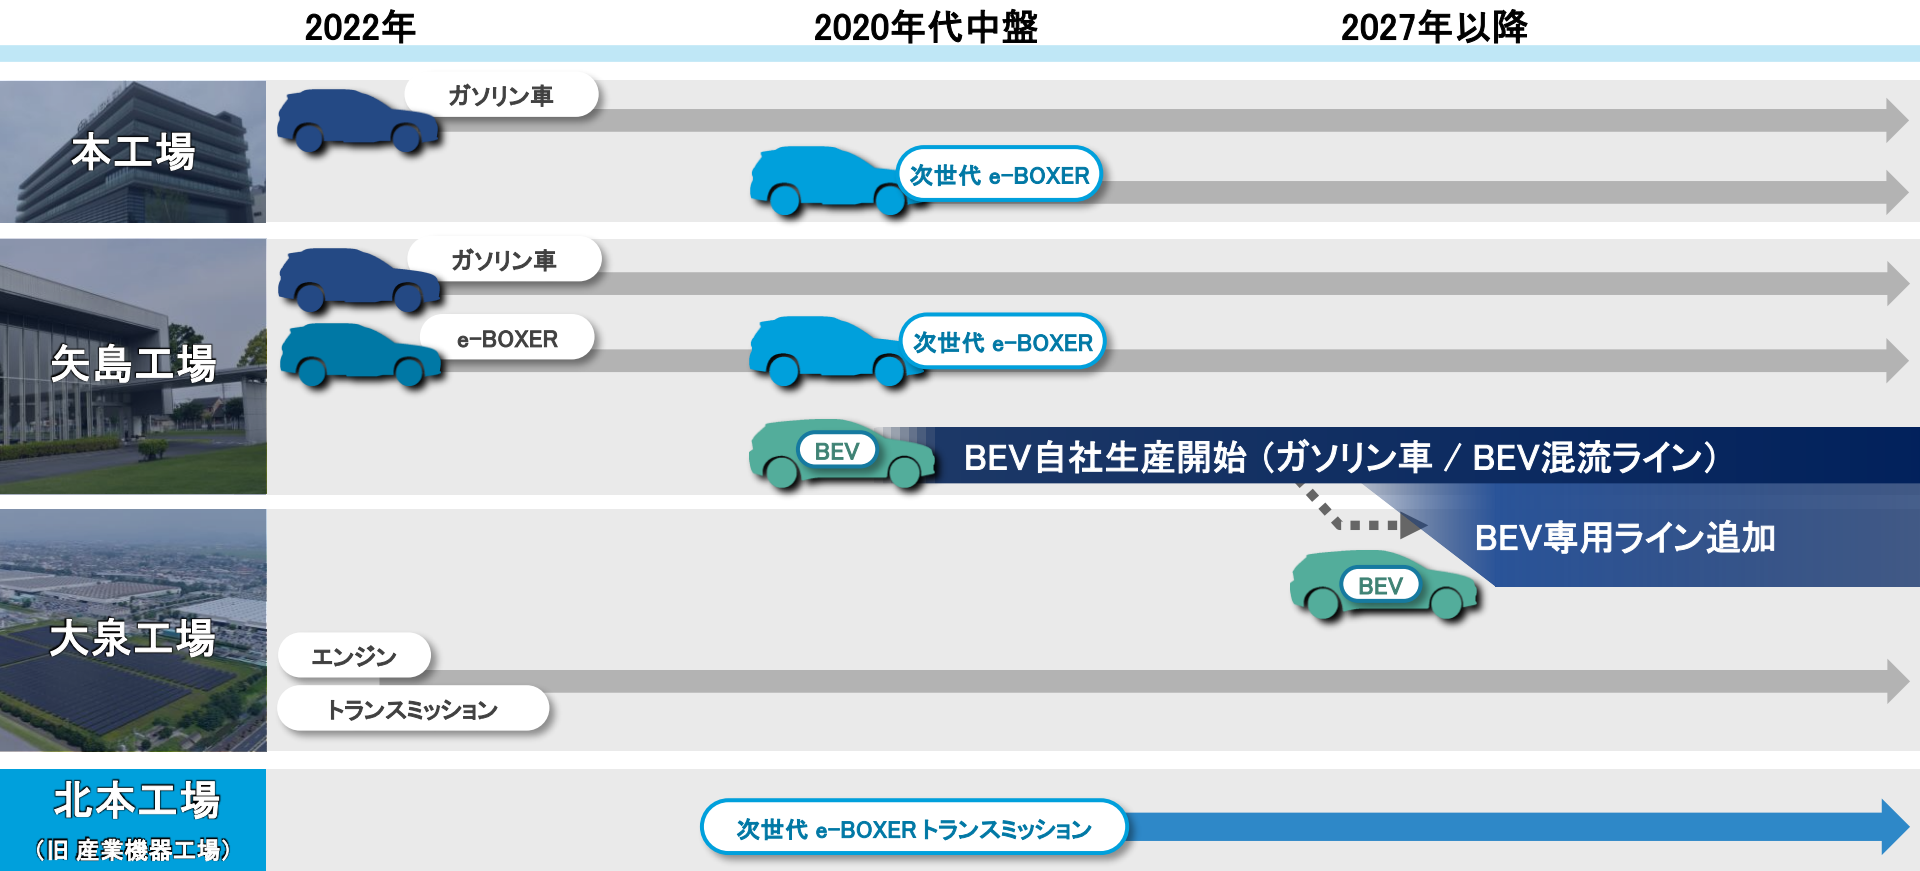 2022年
2020年代中盤
2027年以降
本工場
ガソリン車
次世代 e-BOXER
矢島工場
ガソリン車
e-BOXER
次世代 e-BOXER
BEV
BEV自社生産開始（ガソリン車 / BEV混流ライン）
大泉工場
BEV専用ライン追加
BEV
エンジン
トランスミッション
北本工場
（旧 産業機器工場）
次世代 e-BOXER トランスミッション